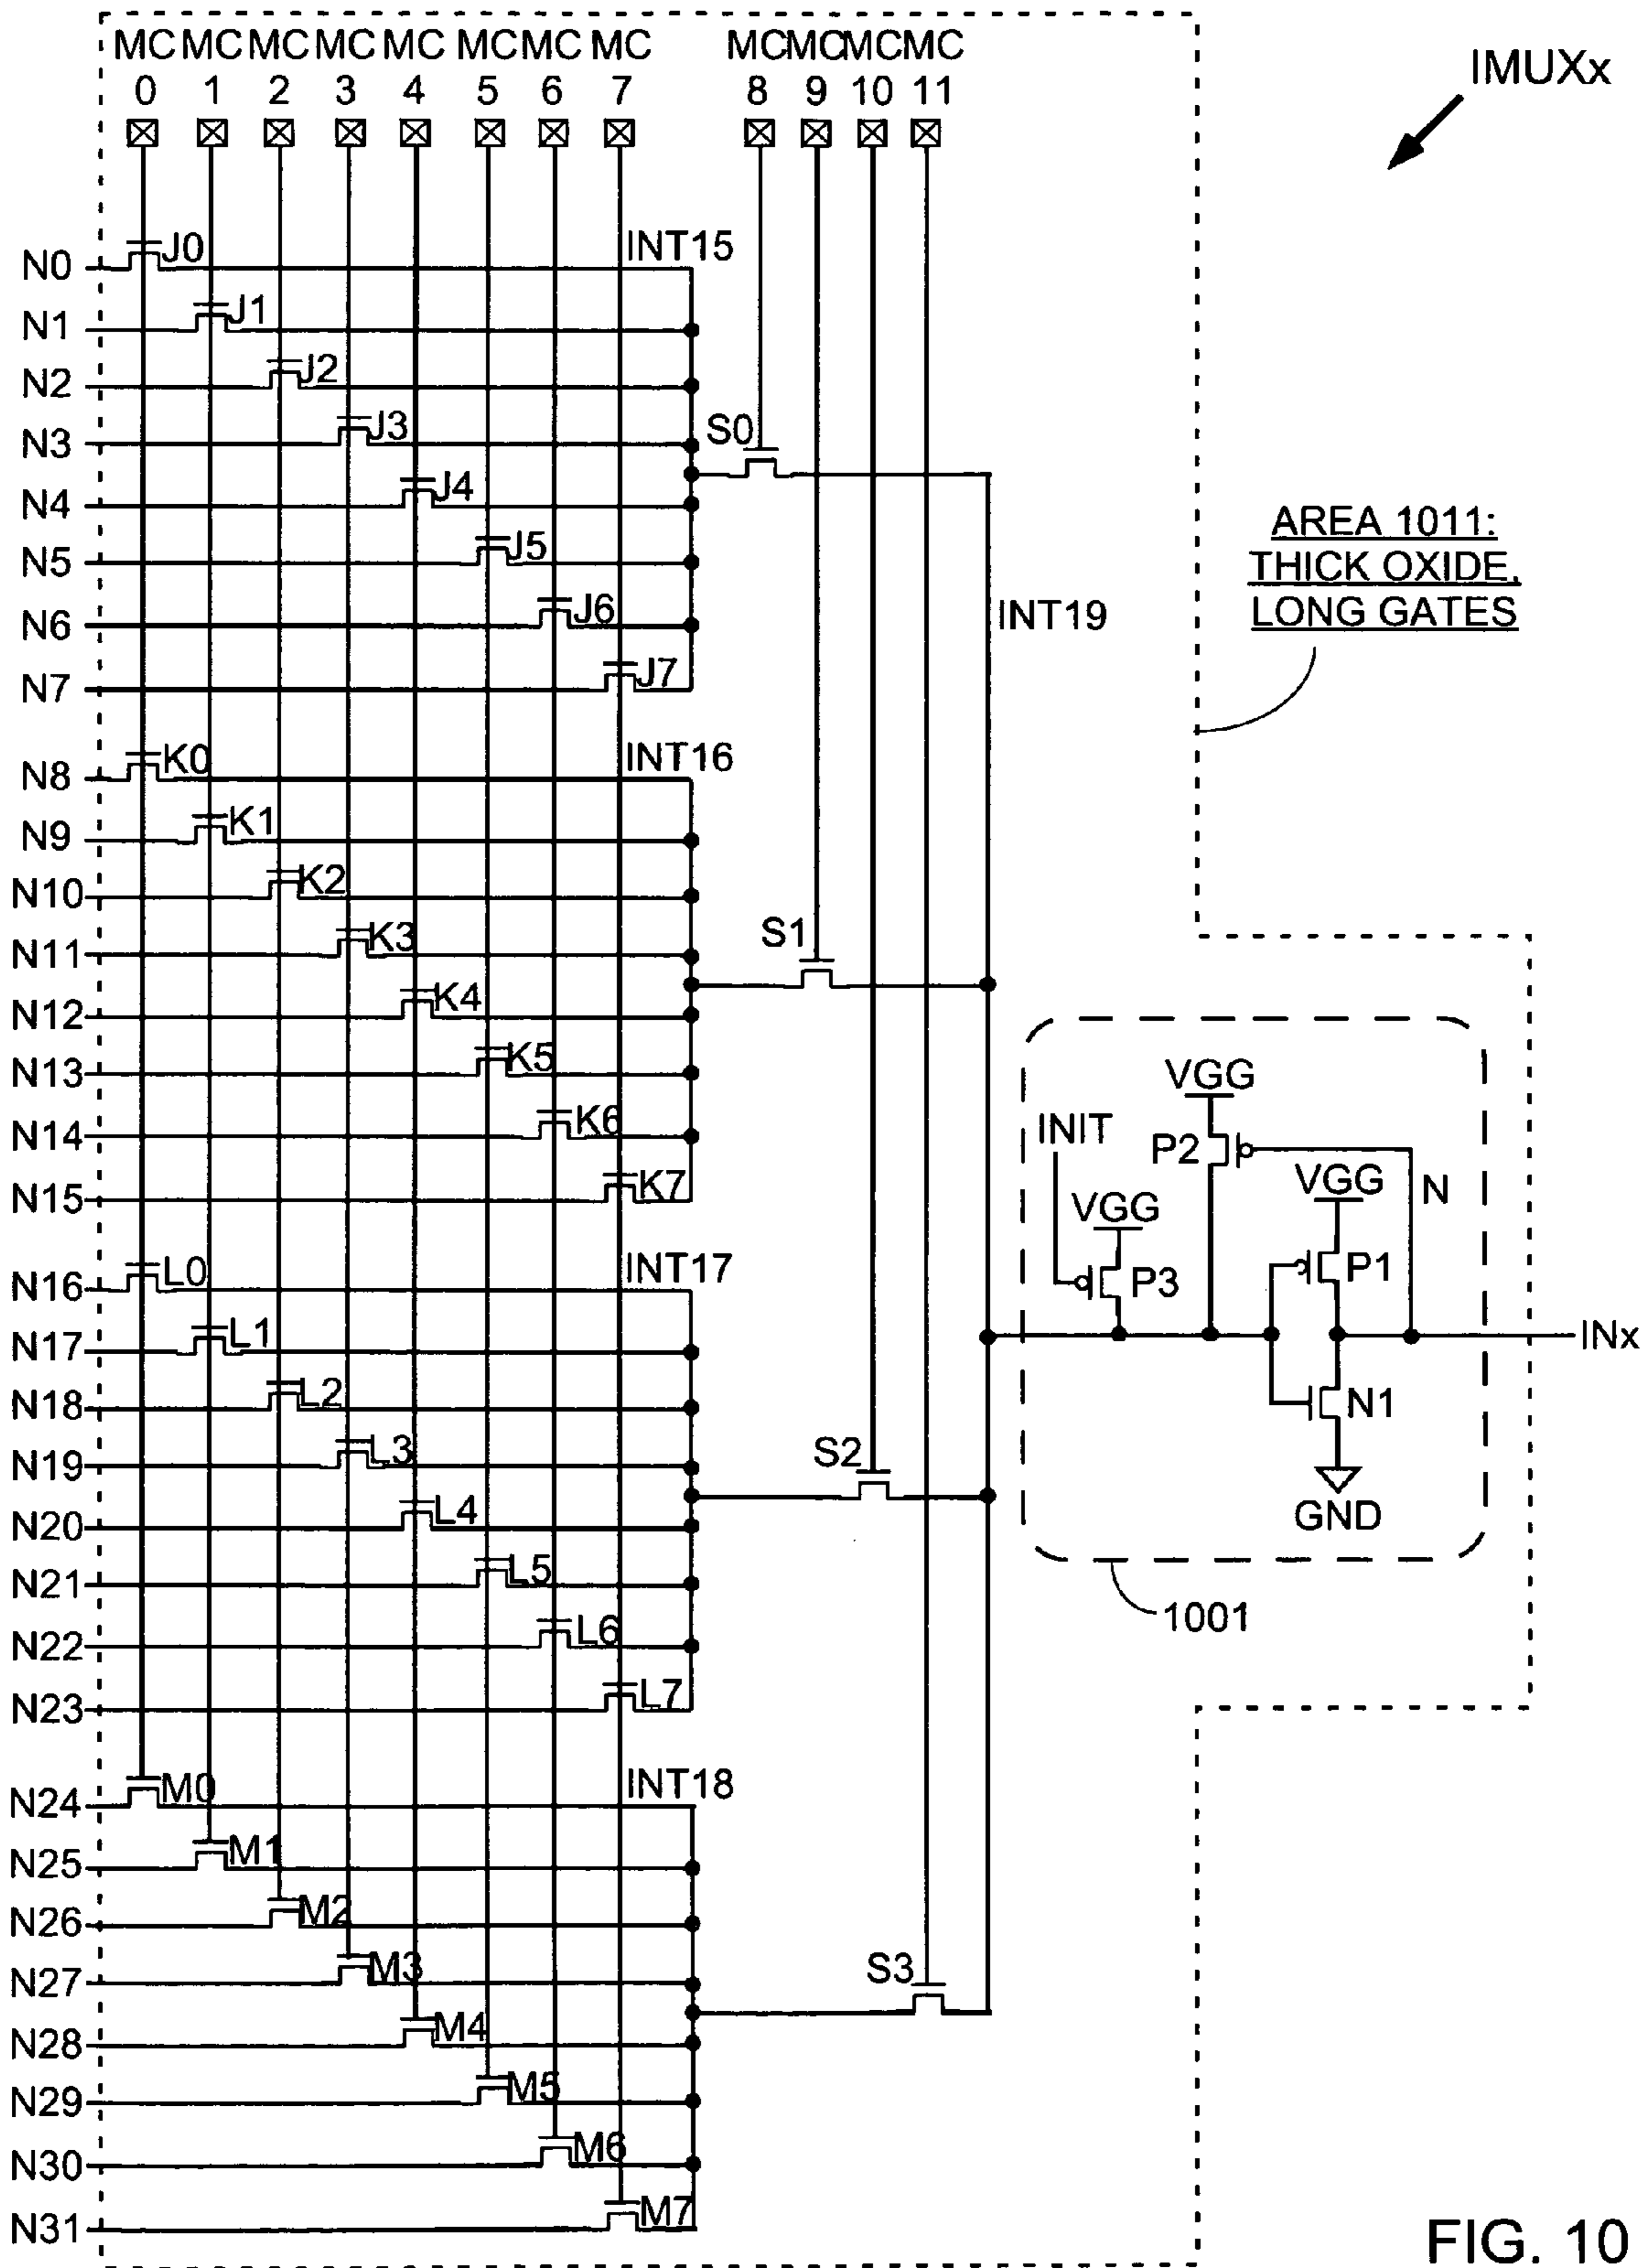 MC MC MC MC MC MC MC MC MC MC MC MC
0 1 2 3 4 5 6 7 8 9 10 11
IMUXx
N0 J0 INT15
N1 J1
N2 J2
N3 J3 S0
N4 J4
AREA 1011:
THICK OXIDE,
LONG GATES
N5 J5
N6 J6 INT19
N7 J7
N8 K0 INT16
N9 K1
N10 K2
N11 K3 S1
N12 K4
N13 K5
N14 K6
N15 K7
VGG
INIT
P2
VGG
N
VGG
P1
P3
N16 L0 INT17
INx
N17 L1
N18 L2
N1
N19 L3 S2
N20 L4
GND
N21 L5
1001
N22 L6
N23 L7
N24 M0 INT18
N25 M1
N26 M2
N27 M3 S3
N28 M4
N29 M5
N30 M6
N31 M7
FIG. 10